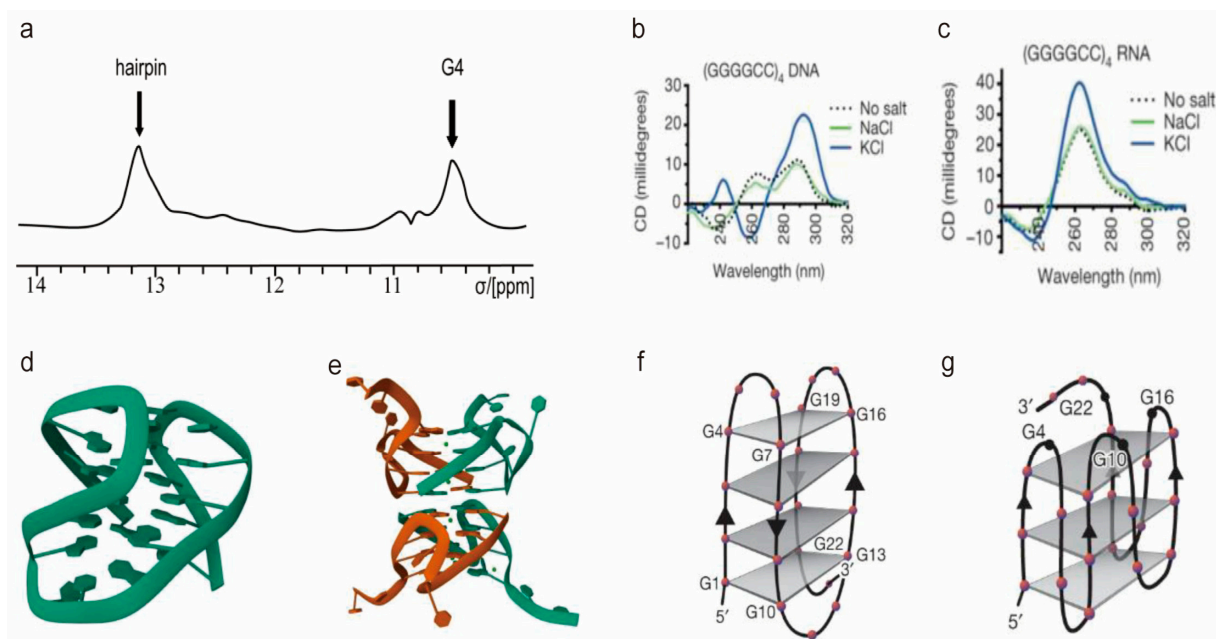 a
hairpin
G4
14
13
12
11
σ/[ppm]
b
(GGGGCC)4 DNA
30
20
10
0
−10
CD (millidegrees)
No salt
NaCl
KCl
240
260
280
300
320
Wavelength (nm)
c
(GGGGCC)4 RNA
40
30
20
10
0
−10
CD (millidegrees)
No salt
NaCl
KCl
240
260
280
300
320
Wavelength (nm)
d
e
f
G19
G16
G4
G7
G22
G13
3′
G1
G10
5′
g
G16
3′
G22
G4
G10
5′